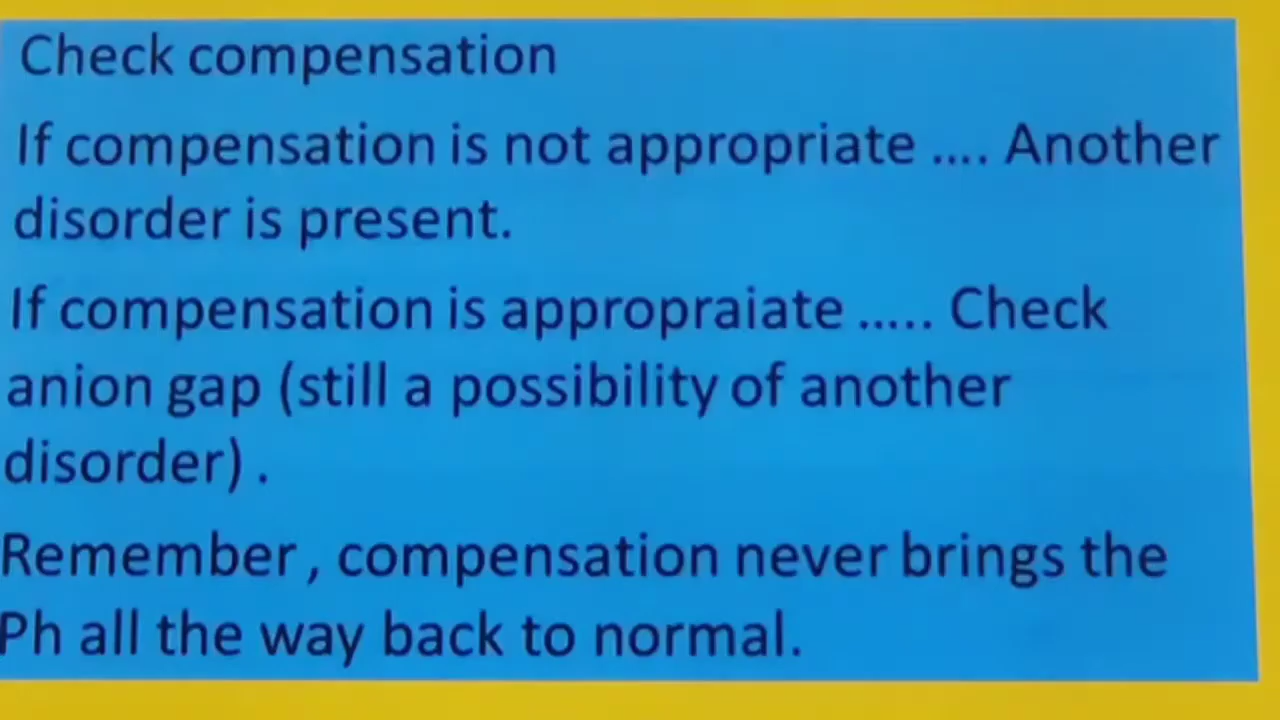 Check compensation
If compensation is not appropriate .... Another
disorder is present.
If compensation is appropraiate ..... Check
anion gap (still a possibility of another
disorder) .
Remember , compensation never brings the
Ph all the way back to normal.